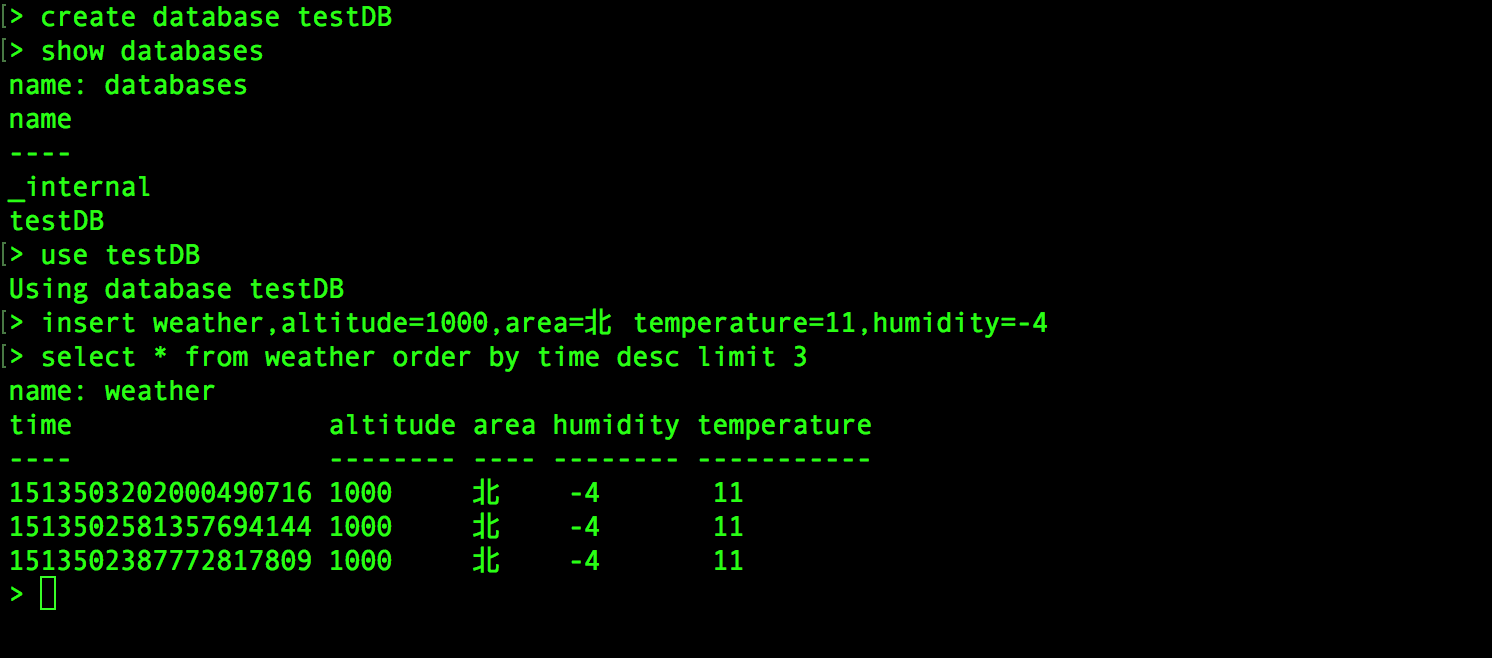 > create database testDB
> show databases
name: databases
name
----
_internal
testDB
> use testDB
Using database testDB
> insert weather,altitude=1000,area=北 temperature=11,humidity=-4
> select * from weather order by time desc limit 3
name: weather
time altitude area humidity temperature
---- -------- ---- -------- -----------
1513503202000490716 1000 北 -4 11
1513502581357694144 1000 北 -4 11
1513502387772817809 1000 北 -4 11
>